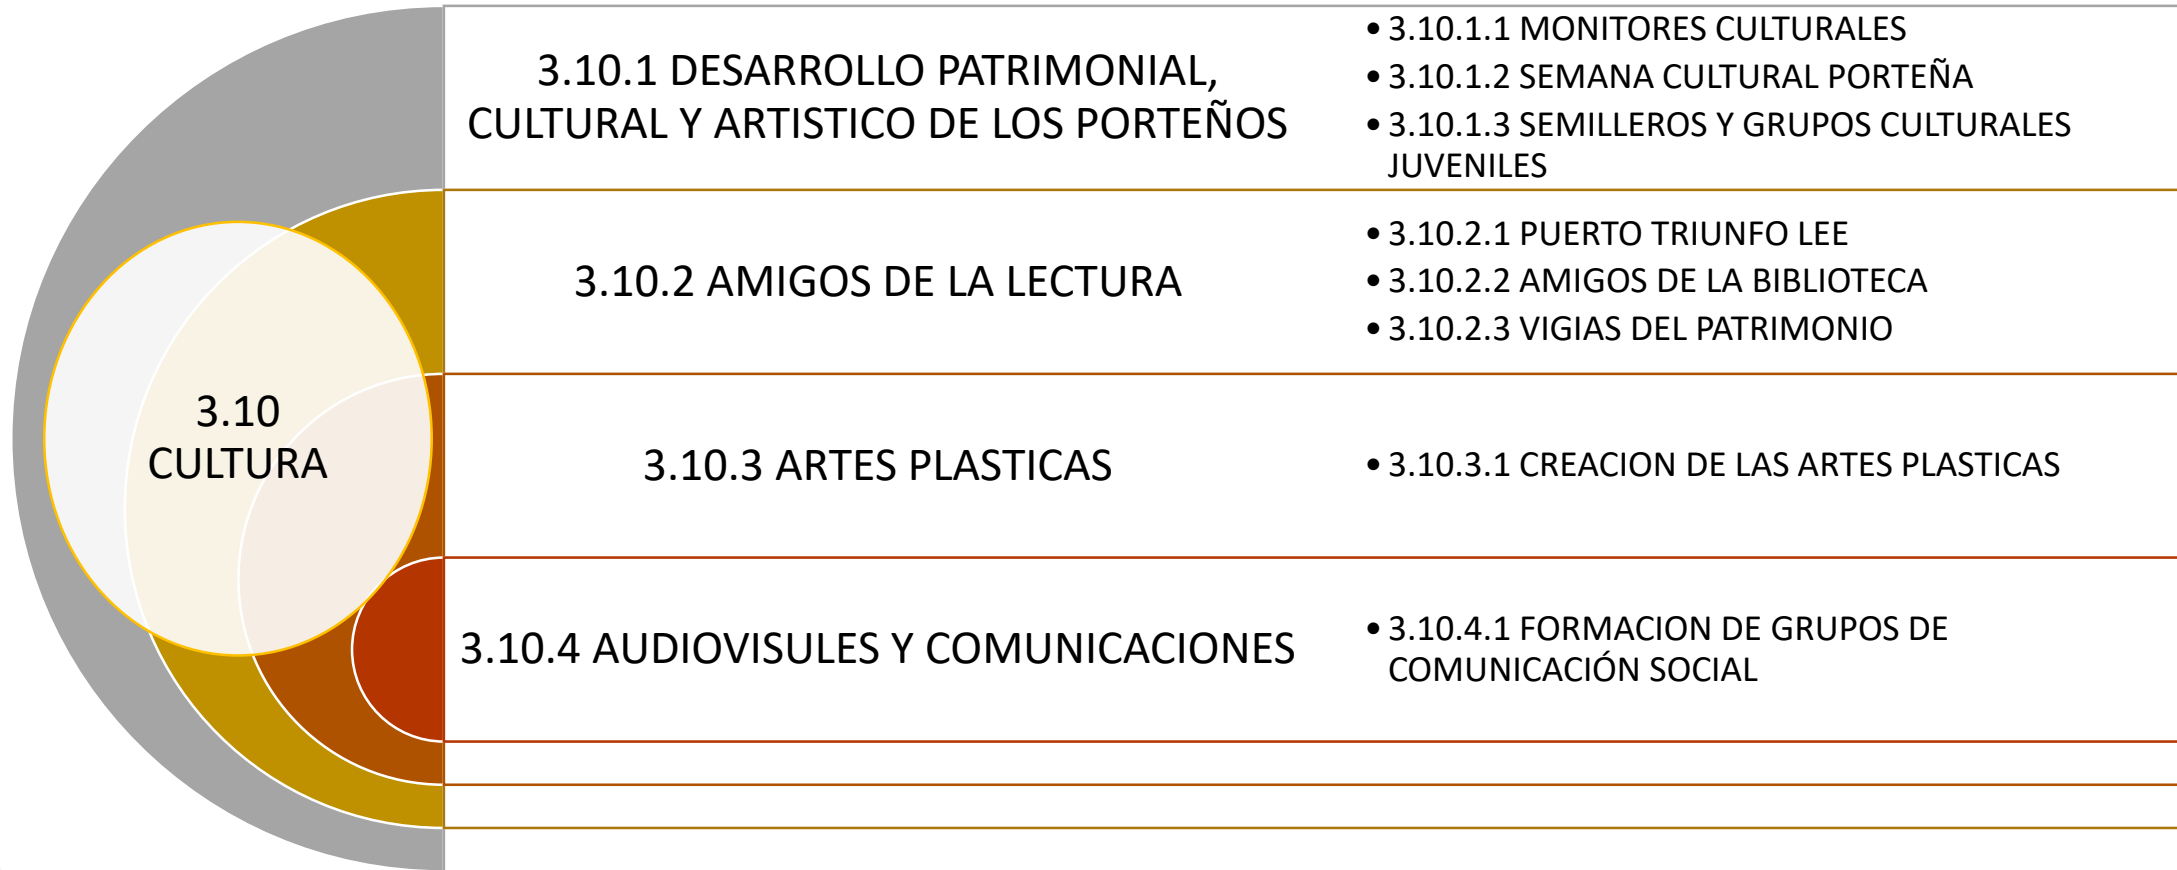 3.10
CULTURA
3.10.1 DESARROLLO PATRIMONIAL,
CULTURAL Y ARTISTICO DE LOS PORTEÑOS
• 3.10.1.1 MONITORES CULTURALES
• 3.10.1.2 SEMANA CULTURAL PORTEÑA
• 3.10.1.3 SEMILLEROS Y GRUPOS CULTURALES
JUVENILES
3.10.2 AMIGOS DE LA LECTURA
• 3.10.2.1 PUERTO TRIUNFO LEE
• 3.10.2.2 AMIGOS DE LA BIBLIOTECA
• 3.10.2.3 VIGIAS DEL PATRIMONIO
3.10.3 ARTES PLASTICAS
• 3.10.3.1 CREACION DE LAS ARTES PLASTICAS
3.10.4 AUDIOVISULES Y COMUNICACIONES
• 3.10.4.1 FORMACION DE GRUPOS DE
COMUNICACIÓN SOCIAL